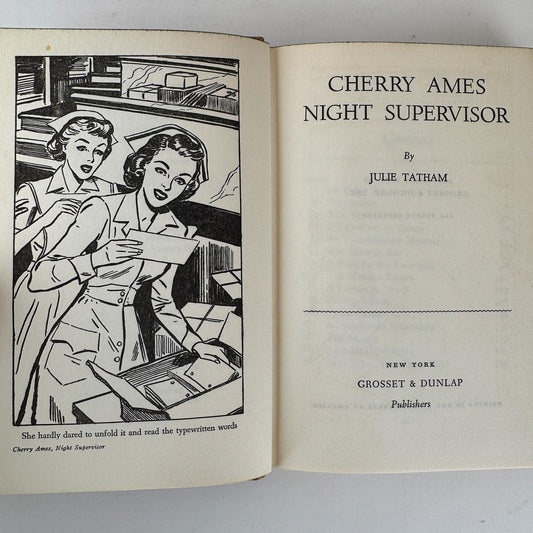 She hardly dared to unfold it and read the typewritten words
Cherry Ames, Night Supervisor
CHERRY AMES
NIGHT SUPERVISOR
By
JULIE TATHAM
NEW YORK
GROSSET & DUNLAP
Publishers